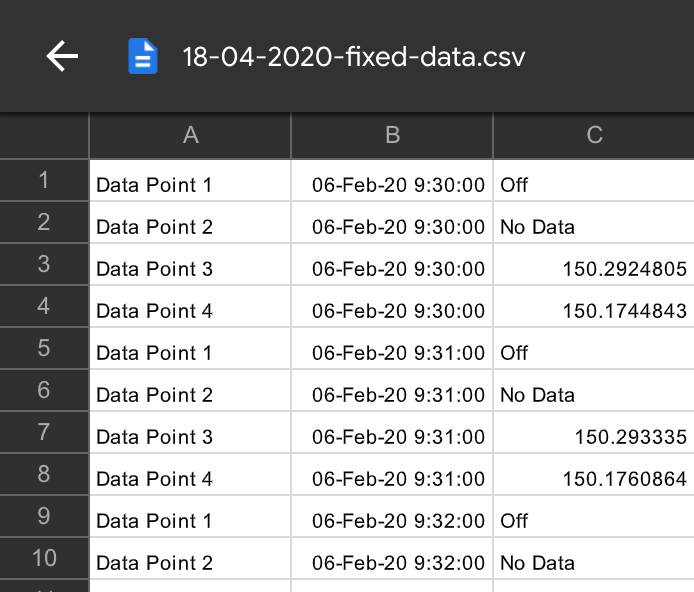 18-04-2020-fixed-data.csv
A B C
1 Data Point 1 06-Feb-20 9:30:00 Off
2 Data Point 2 06-Feb-20 9:30:00 No Data
3 Data Point 3 06-Feb-20 9:30:00 150.2924805
4 Data Point 4 06-Feb-20 9:30:00 150.1744843
5 Data Point 1 06-Feb-20 9:31:00 Off
6 Data Point 2 06-Feb-20 9:31:00 No Data
7 Data Point 3 06-Feb-20 9:31:00 150.293335
8 Data Point 4 06-Feb-20 9:31:00 150.1760864
9 Data Point 1 06-Feb-20 9:32:00 Off
10 Data Point 2 06-Feb-20 9:32:00 No Data